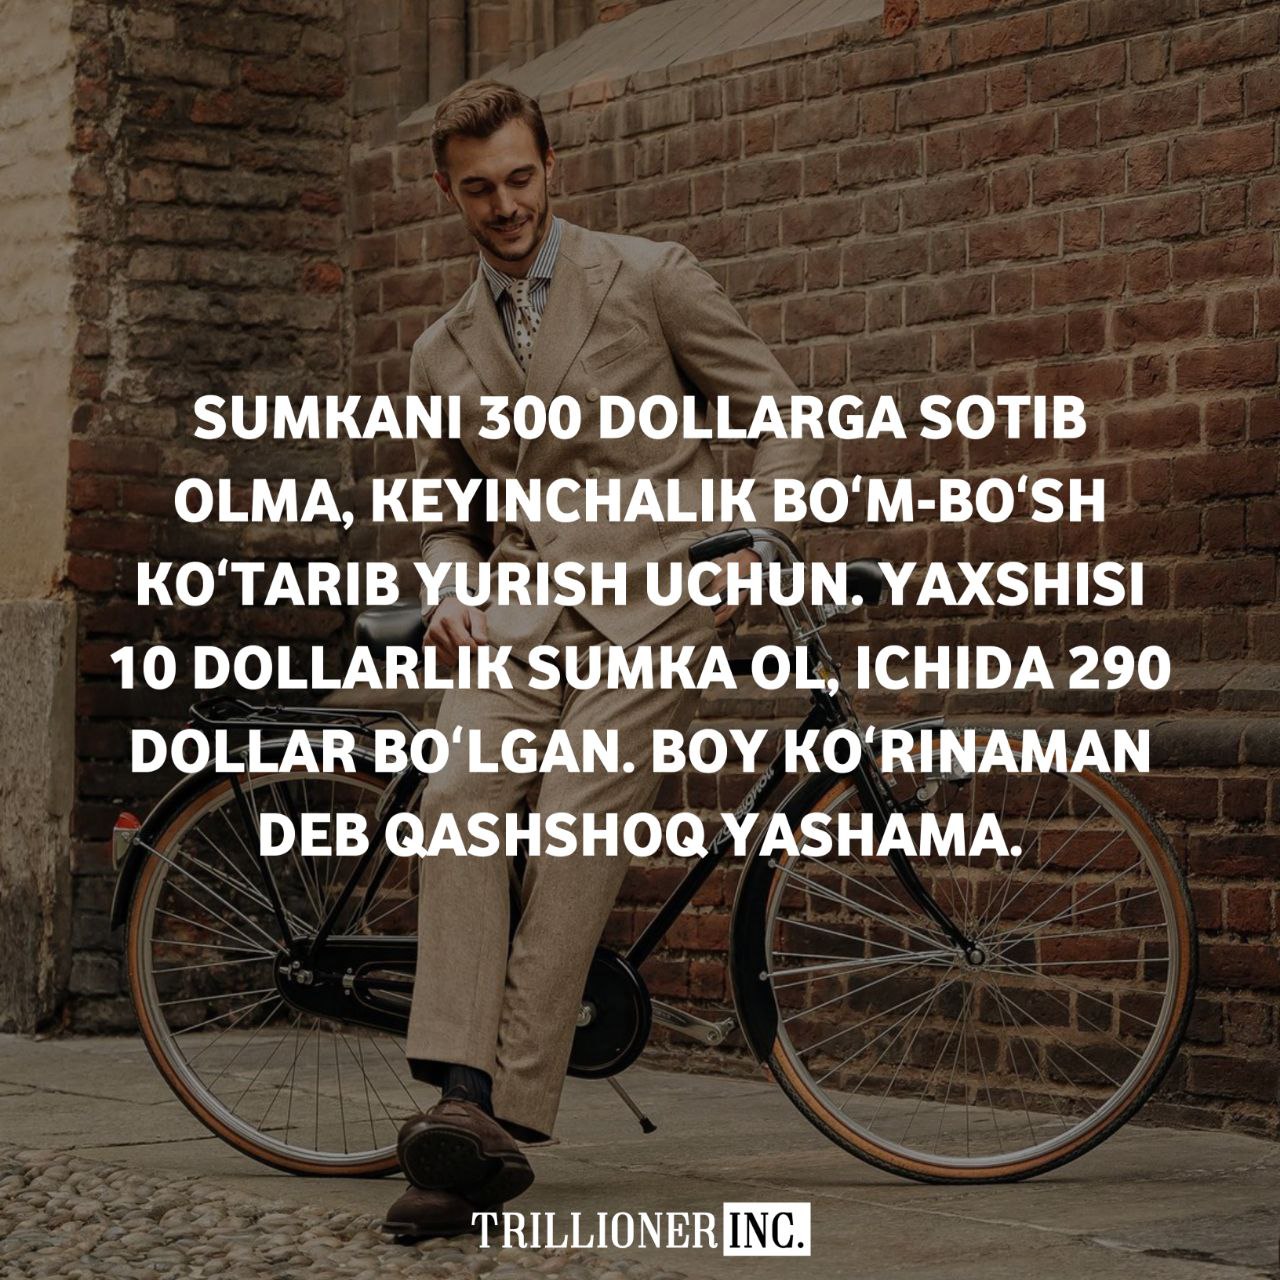 SUMKANI 300 DOLLARGA SOTIB
OLMA, KEYINCHALIK BO‘M-BO‘SH
KO‘TARIB YURISH UCHUN. YAXSHISI
10 DOLLARLIK SUMKA OL, ICHIDA 290
DOLLAR BO‘LGAN. BOY KO‘RINAMAN
DEB QASHSHOQ YASHAMA.
TRILLIONER INC.